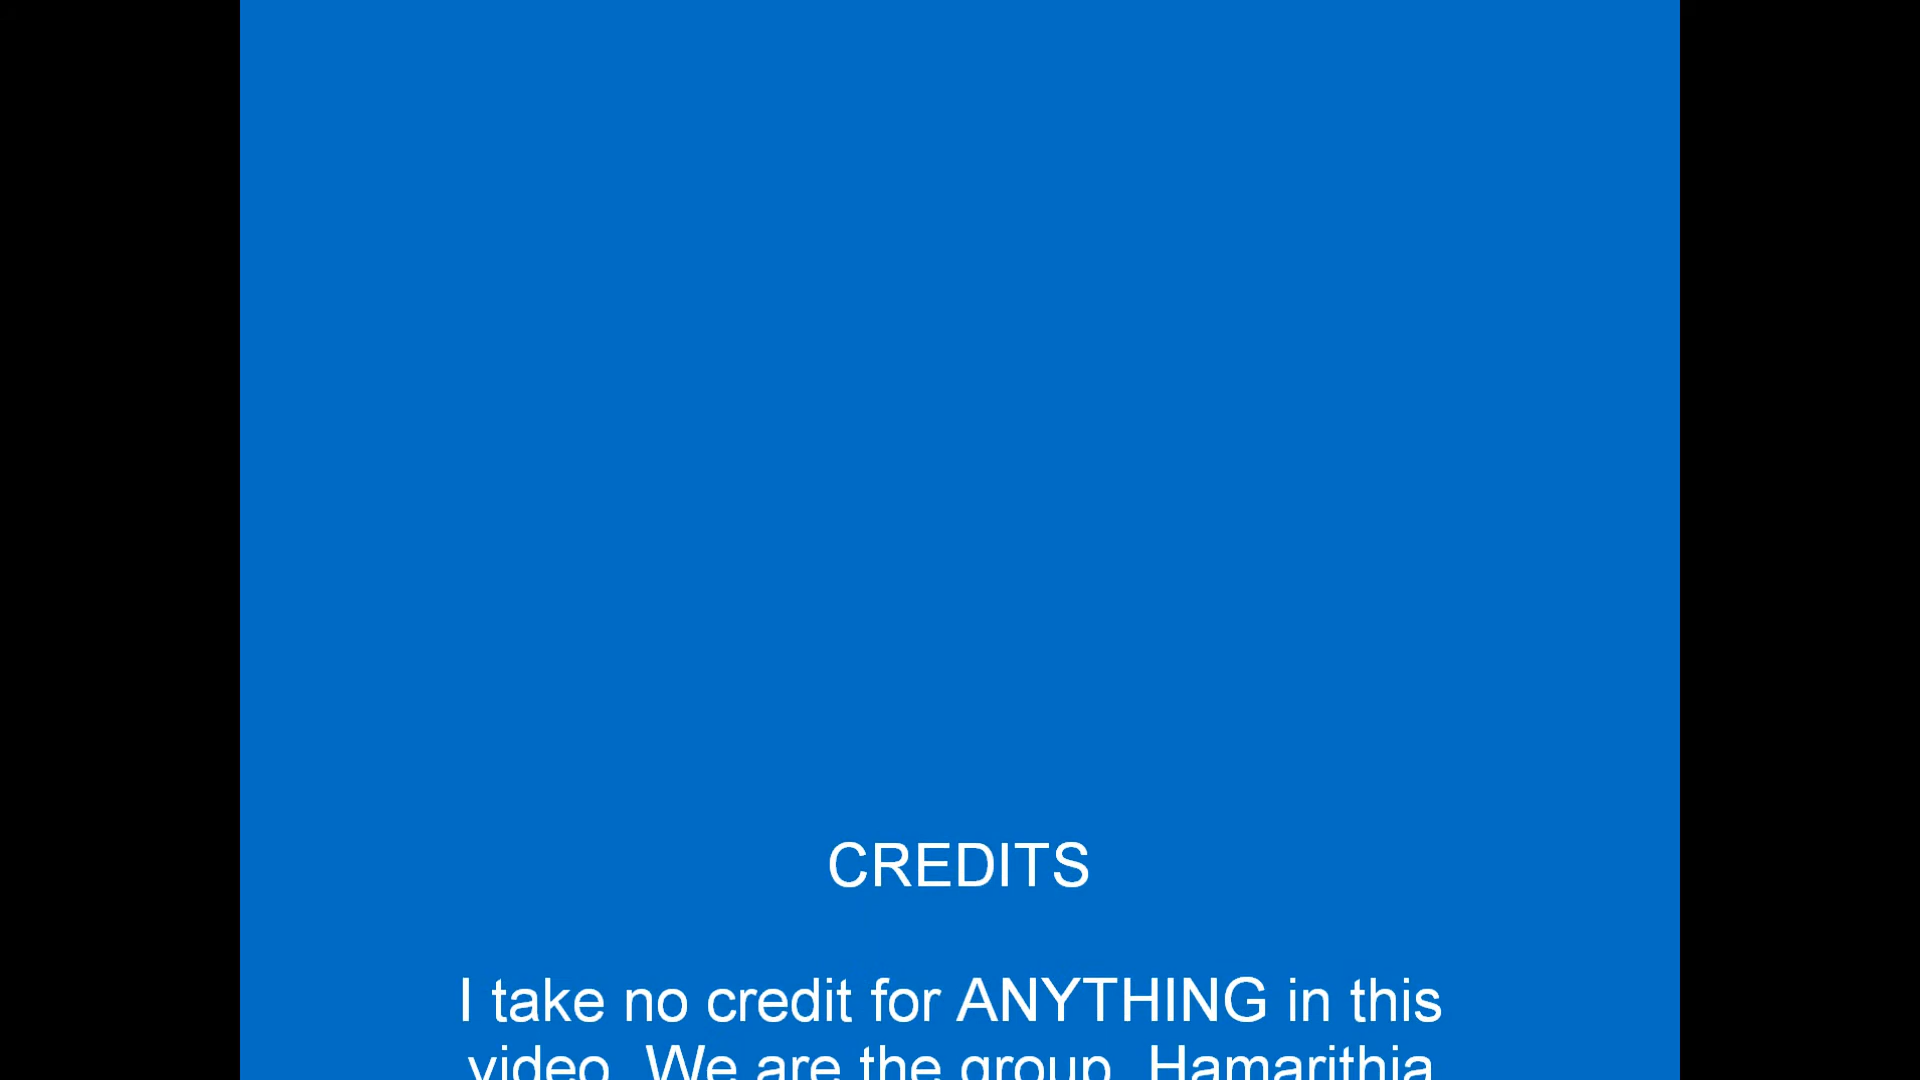 CREDITS
I take no credit for ANYTHING in this
video. We are the group, Hamarithia